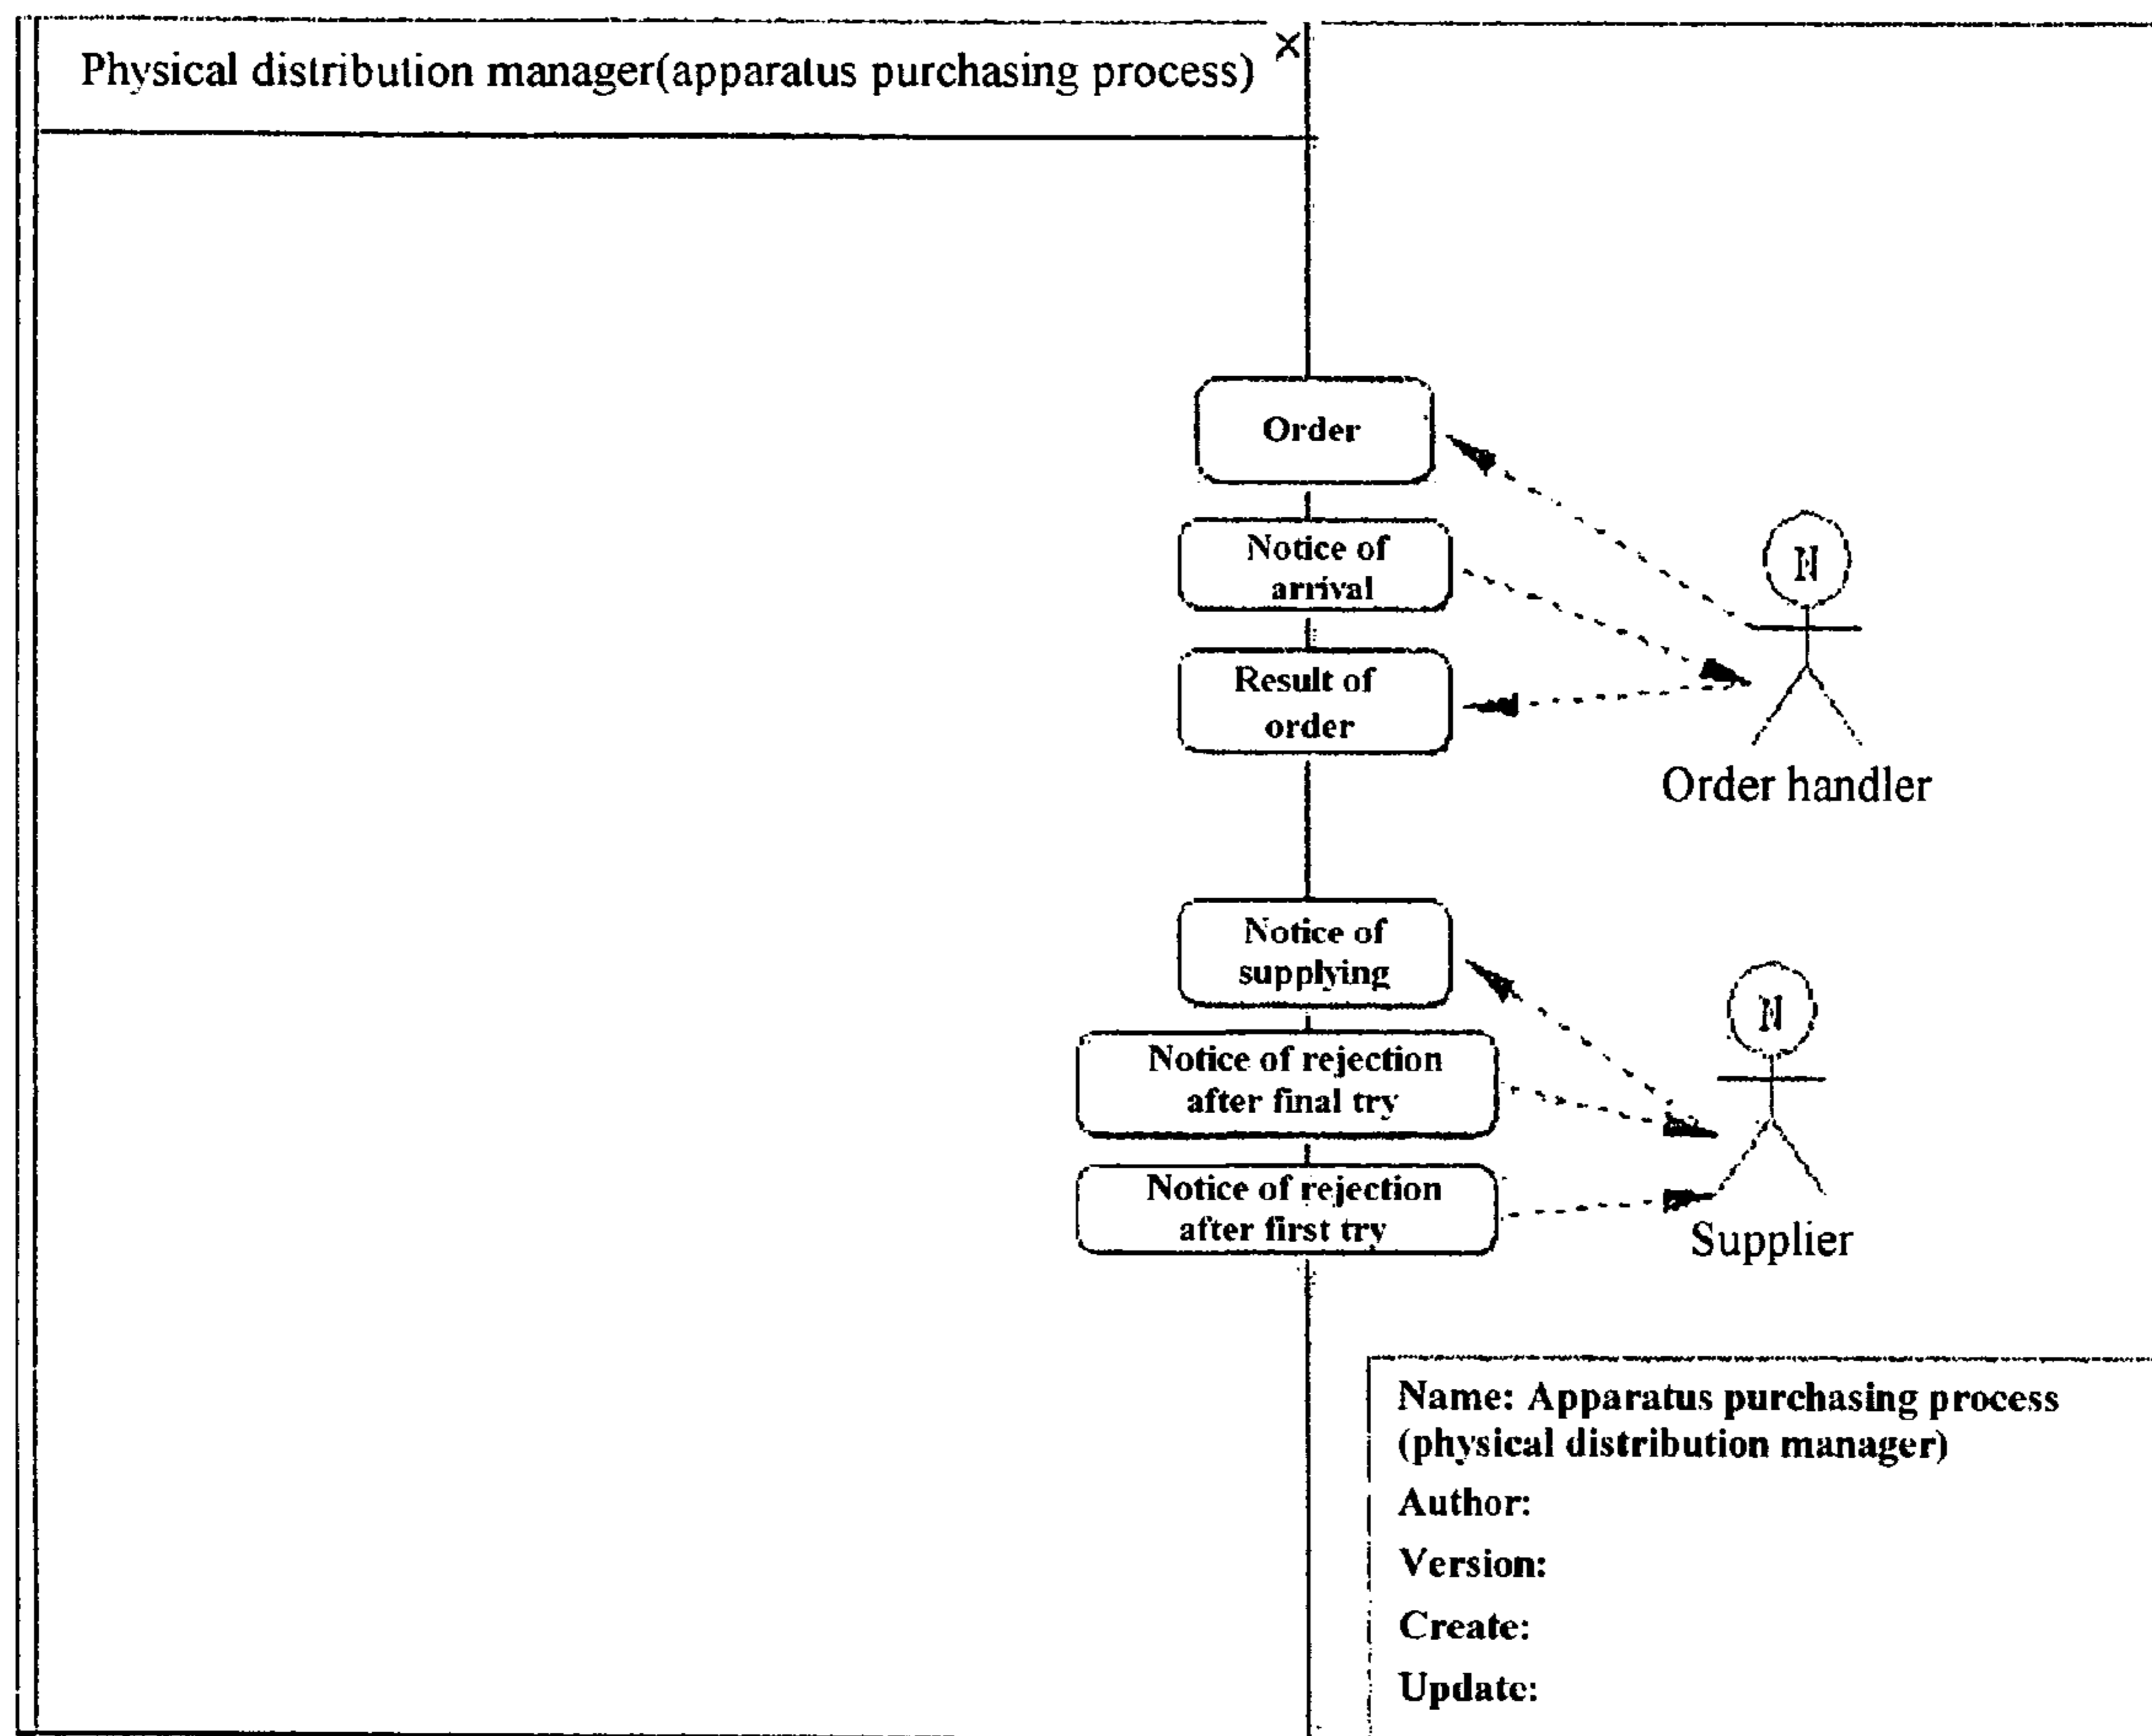 Physical distribution manager(apparatus purchasing process)
X
Order
Notice of
arrival
Result of
order
N
Order handler
Notice of
supplying
Notice of rejection
after final try
Notice of rejection
after first try
N
Supplier
Name: Apparatus purchasing process
(physical distribution manager)
Author:
Version:
Create:
Update: